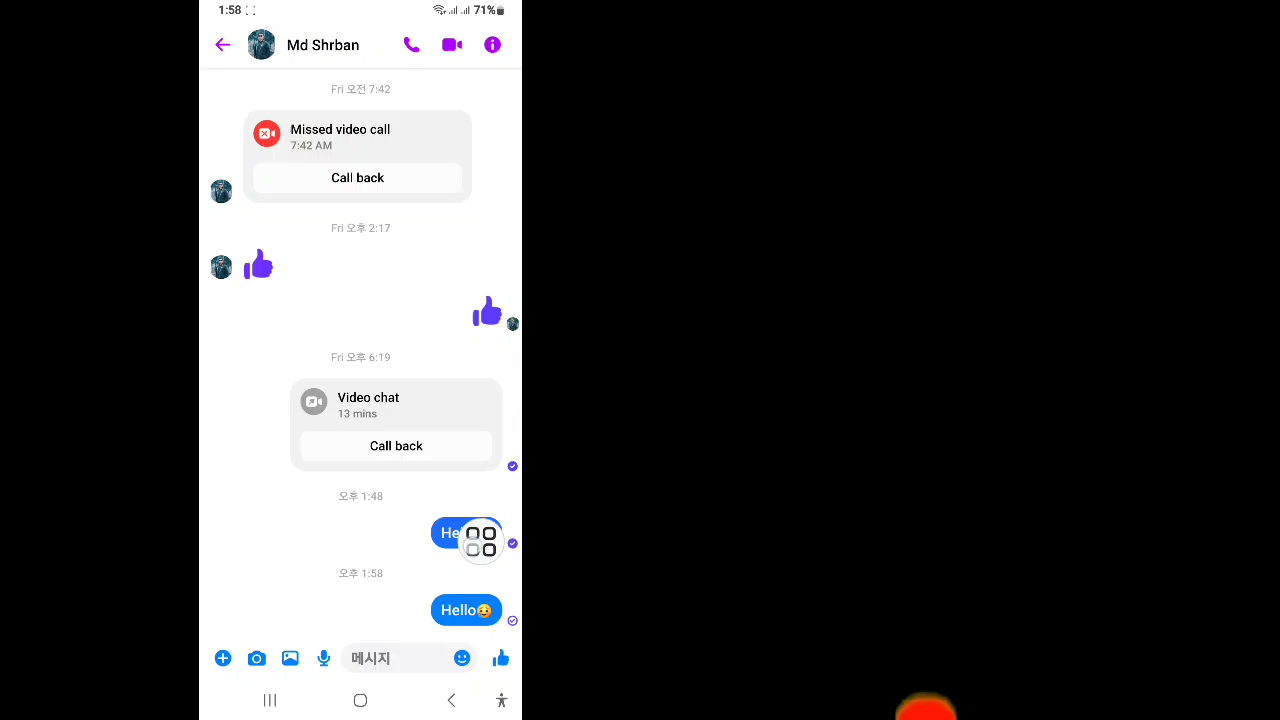 1:58
71%
Md Shrban
Fri 오전 7:42
Missed video call
7:42 AM
Call back
Fri 오후 2:17
Fri 오후 6:19
Video chat
13 mins
Call back
오후 1:48
오후 1:58
Hello
메시지